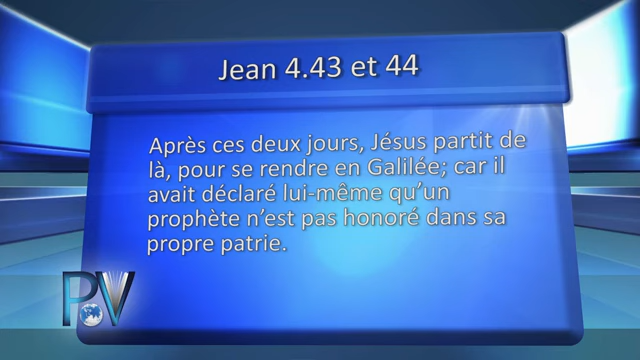 Jean 4.43 et 44
Après ces deux jours, Jésus partit de
là, pour se rendre en Galilée; car il
avait déclaré lui-même qu'un
prophète n'est pas honoré dans sa
propre patrie.
PV